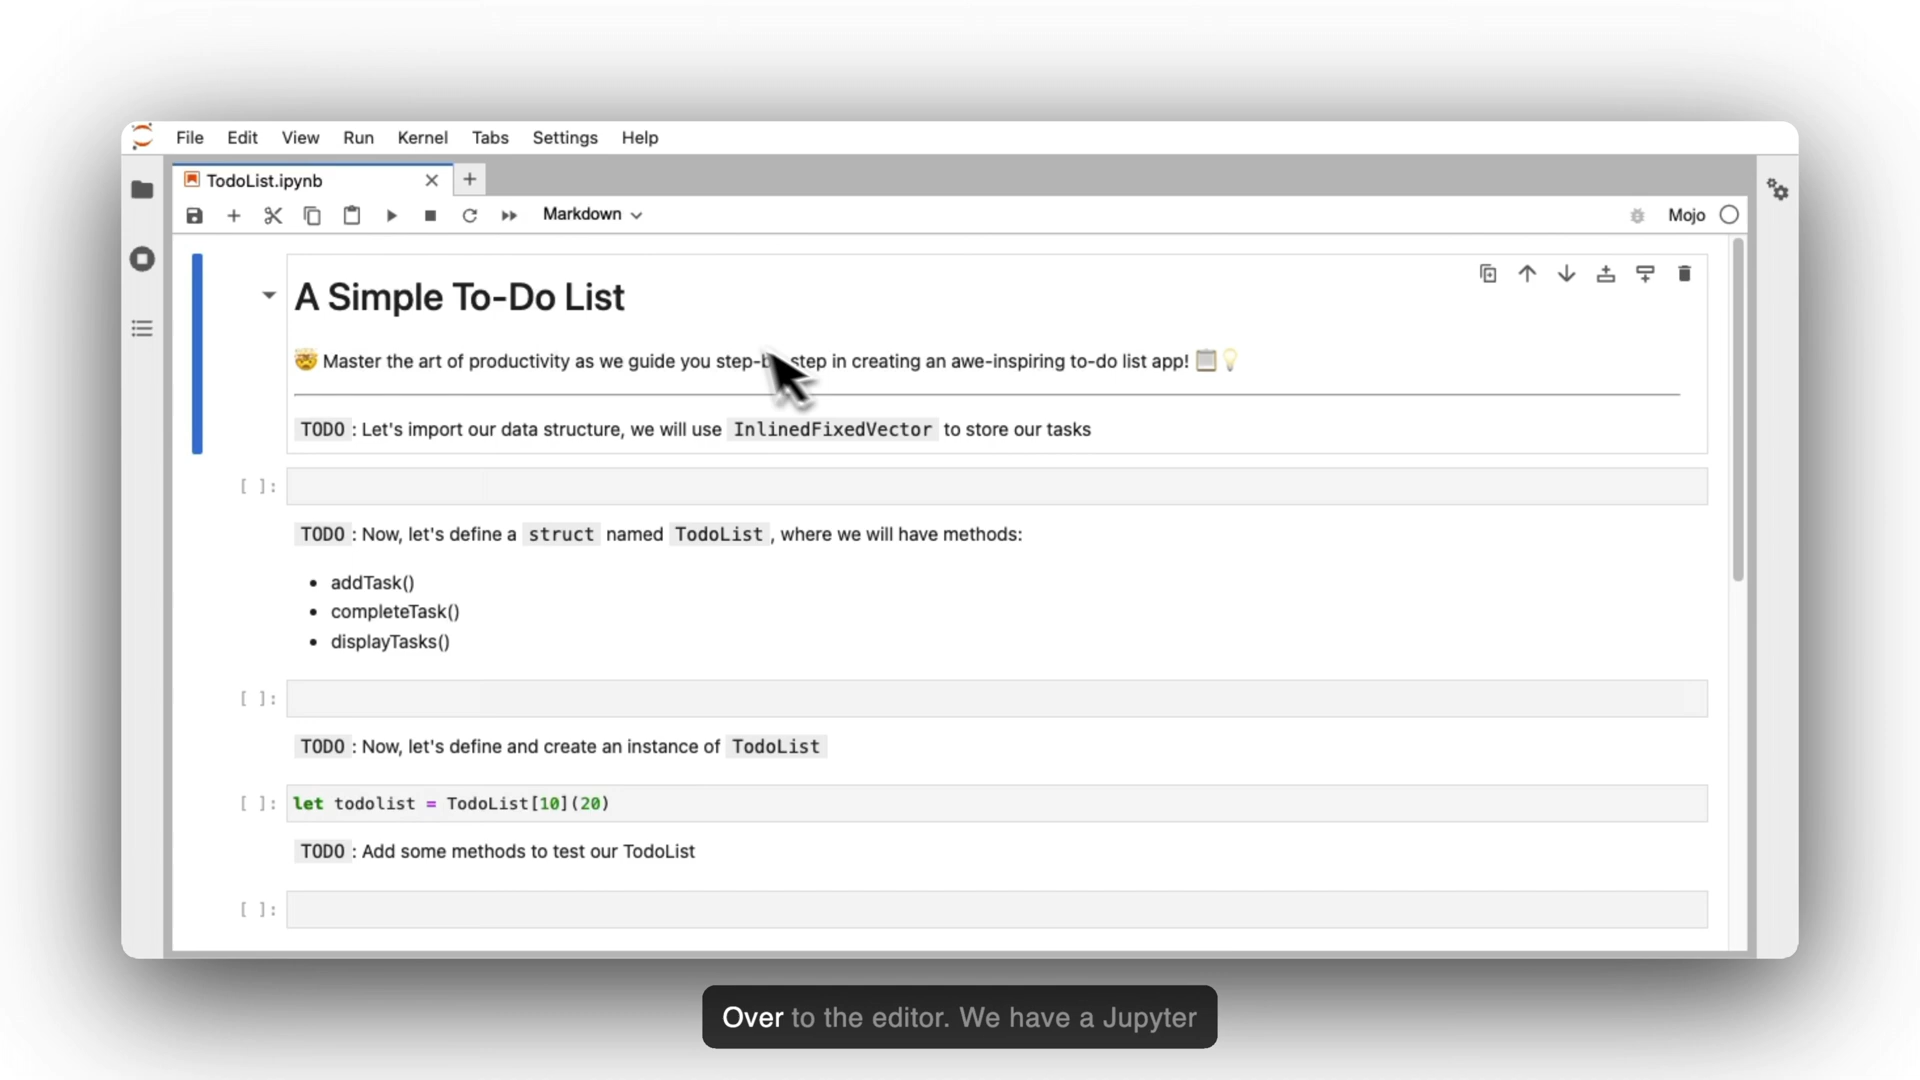 File Edit View Run Kernel Tabs Settings Help
TodoList.ipynb
Markdown
Mojo
A Simple To-Do List
🤯 Master the art of productivity as we guide you step-b step in creating an awe-inspiring to-do list app! 📋💡
TODO : Let's import our data structure, we will use InlinedFixedVector to store our tasks
[ ]:
TODO : Now, let's define a struct named TodoList , where we will have methods:
• addTask()
• completeTask()
• displayTasks()
[ ]:
TODO : Now, let's define and create an instance of TodoList
[ ]: let todolist = TodoList[10](20)
TODO : Add some methods to test our TodoList
[ ]:
Over to the editor. We have a Jupyter